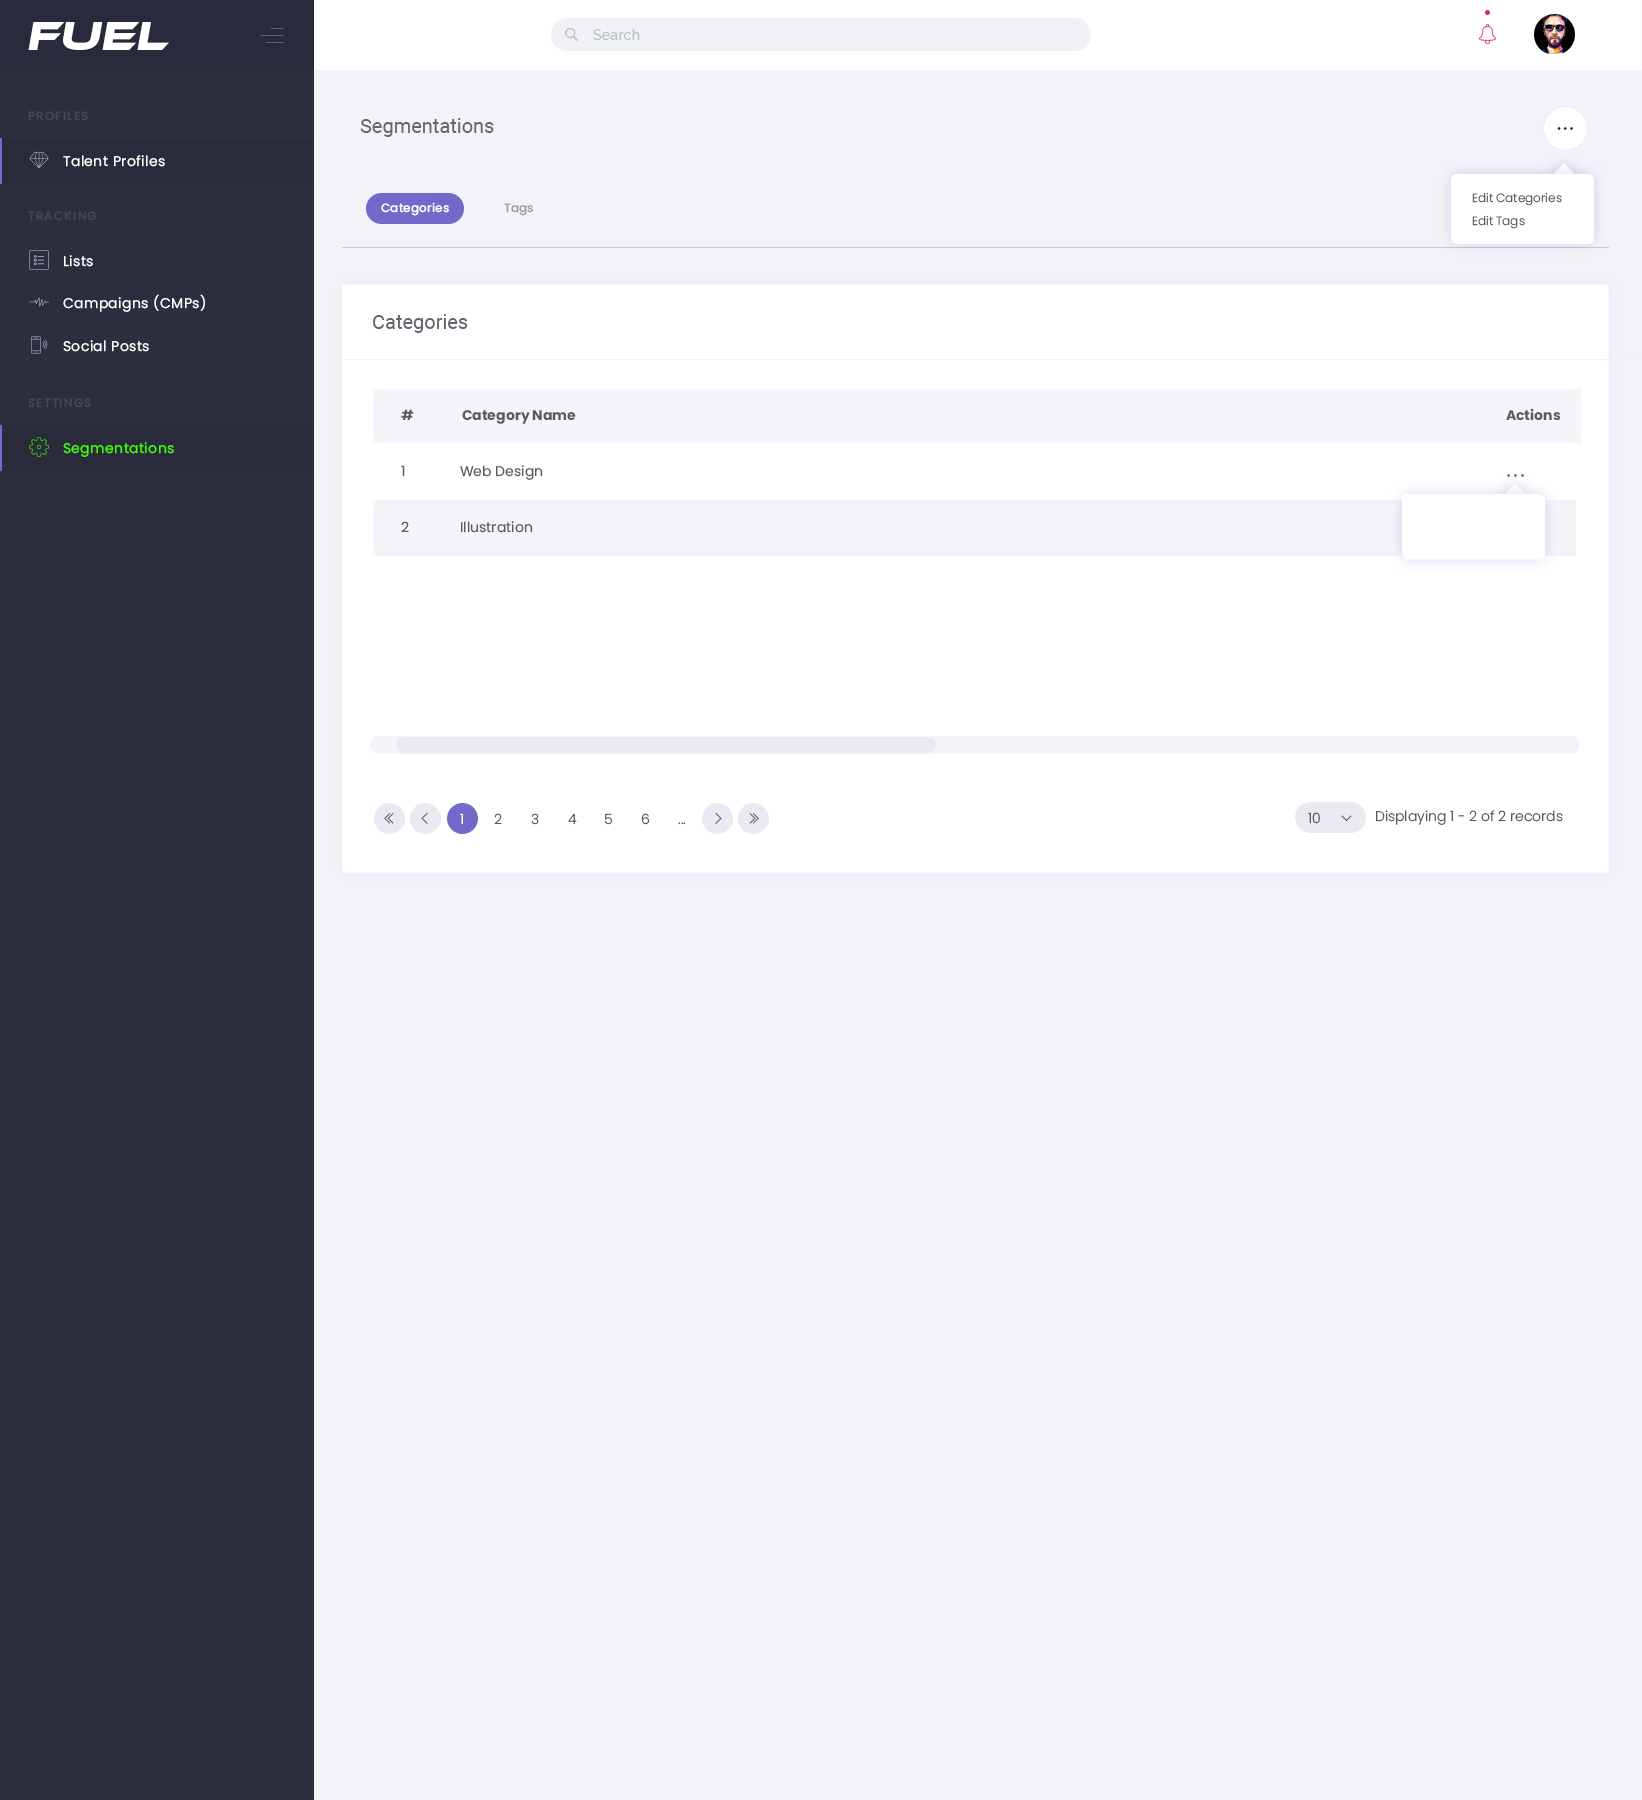 FUEL
Search
PROFILES
Talent Profiles
TRACKING
Lists
Campaigns (CMPs)
Social Posts
SETTINGS
Segmentations
Segmentations
Edit Categories
Edit Tags
Categories Tags
Categories
# Category Name Actions
1 Web Design ...
2 Illustration
1 2 3 4 5 6 ...
10 Displaying 1 - 2 of 2 records